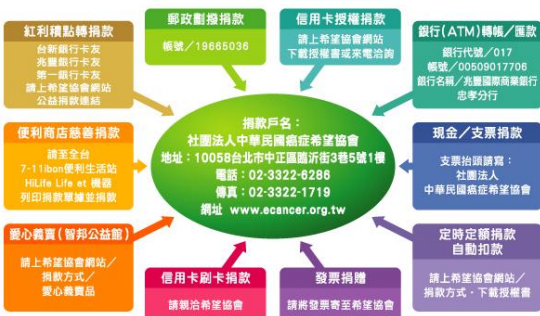 紅利積點轉捐款
台新銀行卡友
兆豐銀行卡友
第一銀行卡友
請上希望協會網站
公益捐款連結
郵政劃撥捐款
帳號／19665036
信用卡授權捐款
請上希望協會網站
下載授權書或來電洽詢
銀行(ATM)轉帳／匯款
銀行代號／017
帳號／00509017706
銀行名稱／兆豐國際商業銀行
忠孝分行
便利商店慈善捐款
請至全台
7-11ibon便利生活站
HiLife Life et 機器
列印捐款單據並捐款
捐款戶名：
社團法人中華民國癌症希望協會
地址：10058台北市中正區臨沂街3巷5號1樓
電話：02-3322-6286
傳真：02-3322-1719
網址 www.ecancer.org.tw
現金／支票捐款
支票抬頭請寫：
社團法人
中華民國癌症希望協會
愛心義賣（智邦公益館）
請上希望協會網站／
捐款方式／
愛心義賣品
信用卡刷卡捐款
請親洽希望協會
發票捐贈
請將發票寄至希望協會
定時定額捐款
自動扣款
請上希望協會網站／
捐款方式‧下載授權書